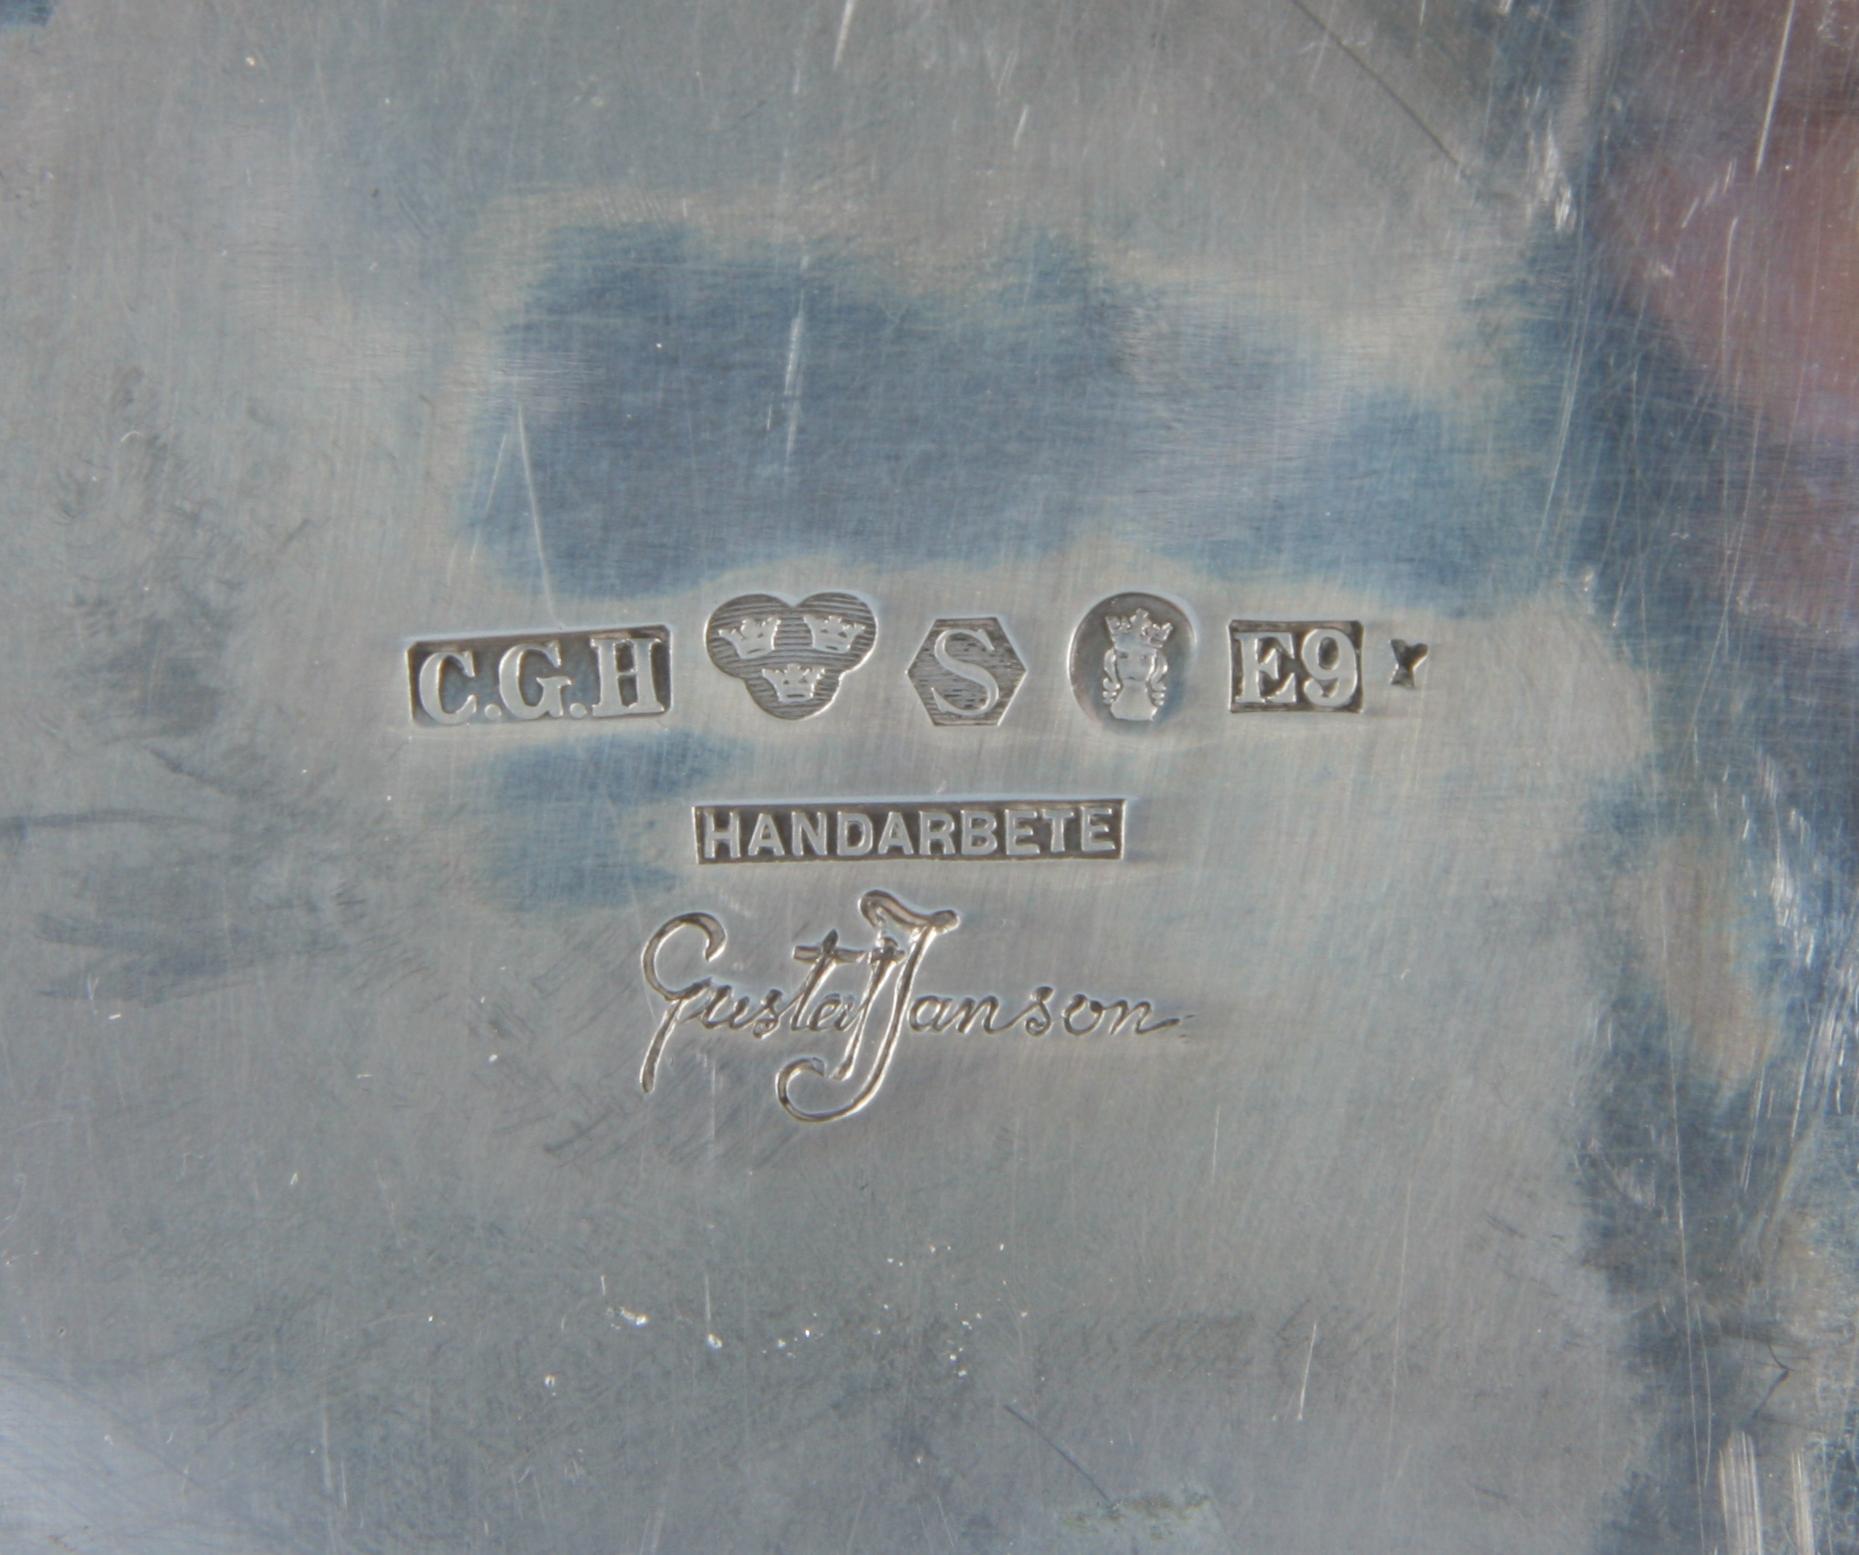 C.G.H S E9
HANDARBETE
Gustaf Janson